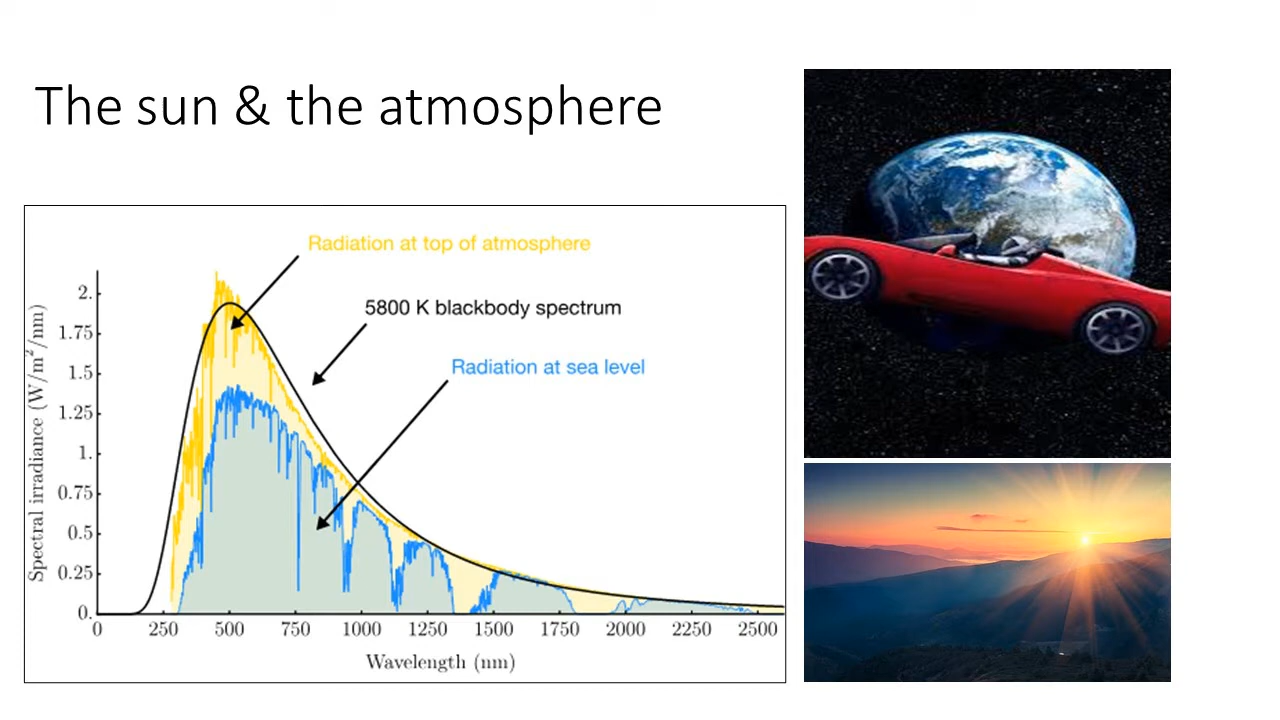 The sun & the atmosphere
Radiation at top of atmosphere
5800 K blackbody spectrum
Radiation at sea level
Spectral irradiance (W/m²/nm)
2.
1.75
1.5
1.25
1.
0.75
0.5
0.25
0.
0 250 500 750 1000 1250 1500 1750 2000 2250 2500
Wavelength (nm)